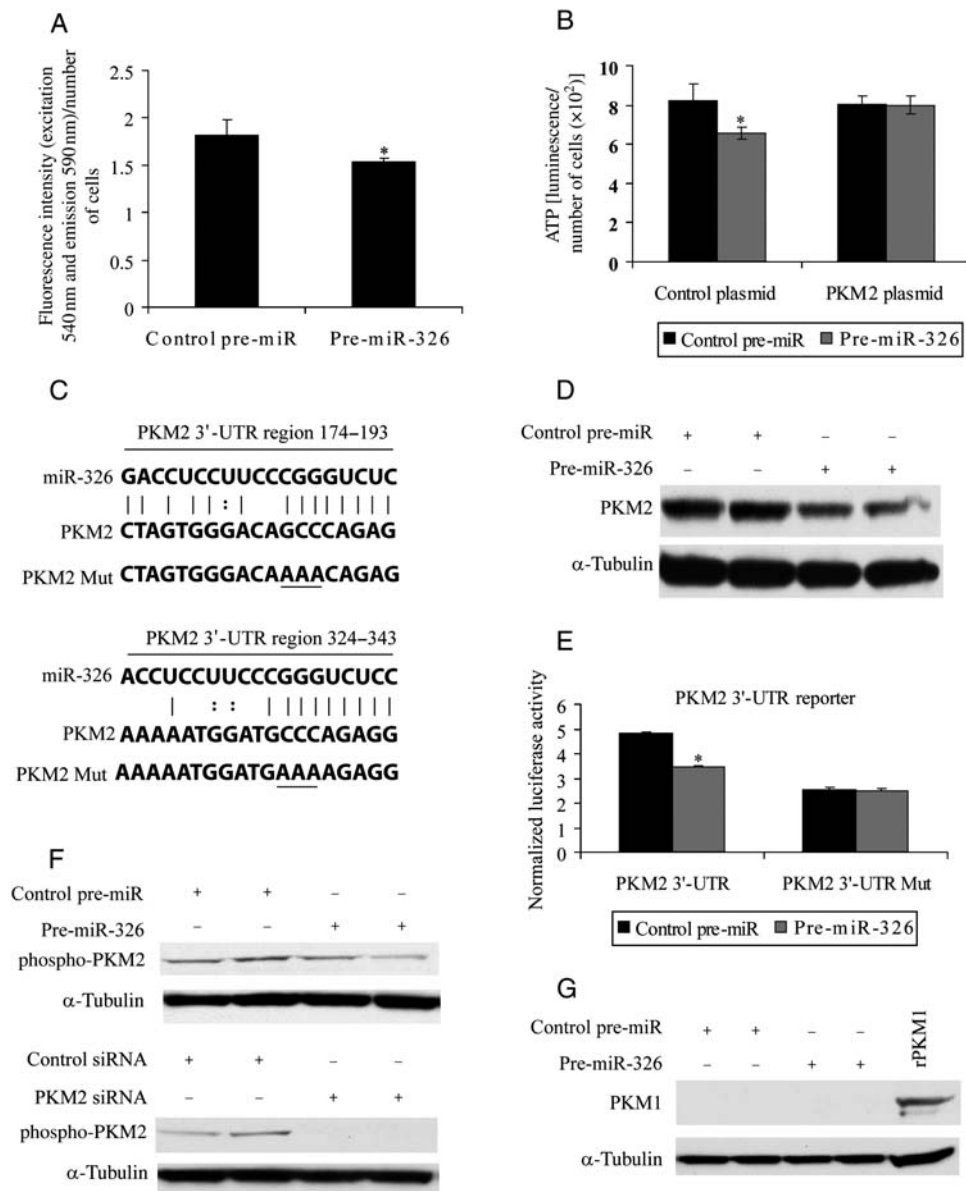 A
Fluorescence intensity (excitation
540 nm and emission 590 nm)/number
of cells
2.5
2
1.5
1
0.5
0
*
Control pre-miR
Pre-miR-326
B
ATP [luminescence/
number of cells (×10²)]
10
8
6
4
2
0
*
Control plasmid
PKM2 plasmid
Control pre-miR
Pre-miR-326
C
PKM2 3'-UTR region 174–193
miR-326 GACCUCCUUCCCGGGUCUC
| | | | | : | | | | | | | |
PKM2 CTAGTGGGACAGCCCAGAG
PKM2 Mut CTAGTGGGACAAAACAGAG
PKM2 3'-UTR region 324–343
miR-326 ACCUCCUUCCCGGGUCUCC
| : : | | | | | | | | |
PKM2 AAAAATGGATGCCCAGAGG
PKM2 Mut AAAAATGGATGAAAAGAGG
D
Control pre-miR + + – –
Pre-miR-326 – – + +
PKM2
α-Tubulin
E
PKM2 3'-UTR reporter
Normalized luciferase activity
6
5
4
3
2
1
0
*
PKM2 3'-UTR
PKM2 3'-UTR Mut
Control pre-miR
Pre-miR-326
F
Control pre-miR + + – –
Pre-miR-326 – – + +
phospho-PKM2
α-Tubulin
Control siRNA + + – –
PKM2 siRNA – – + +
phospho-PKM2
α-Tubulin
G
Control pre-miR + + – –
Pre-miR-326 – – + +
rPKM1
PKM1
α-Tubulin